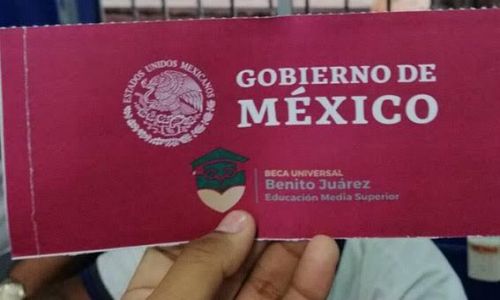 ESTADOS UNIDOS MEXICANOS
GOBIERNO DE
MÉXICO
BECA UNIVERSAL
Benito Juárez
Educación Media Superior